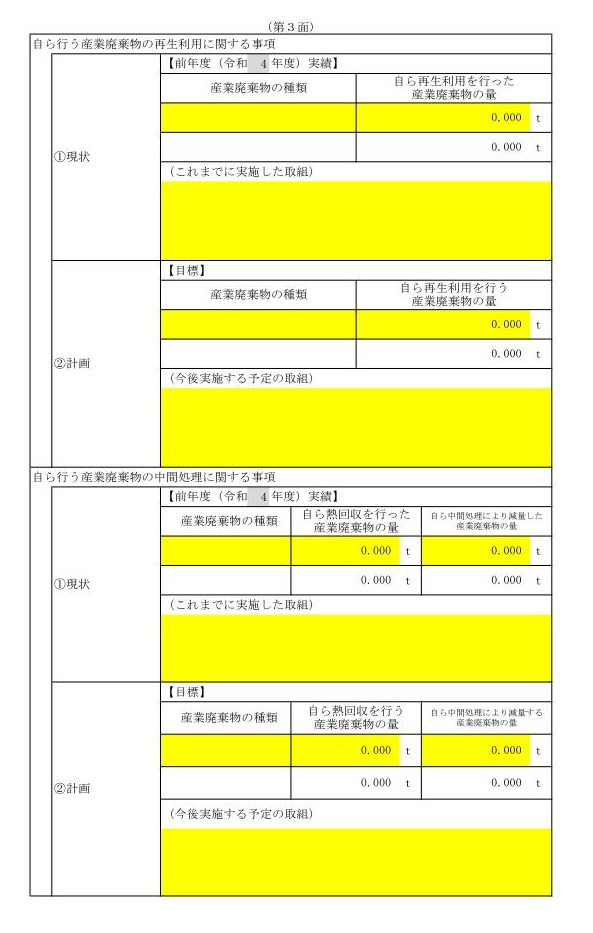 （第３面）
自ら行う産業廃棄物の再生利用に関する事項
【前年度（令和　4 年度）実績】
産業廃棄物の種類
自ら再生利用を行った
産業廃棄物の量
0.000 t
0.000 t
①現状
（これまでに実施した取組）
【目標】
産業廃棄物の種類
自ら再生利用を行う
産業廃棄物の量
0.000 t
0.000 t
②計画
（今後実施する予定の取組）
自ら行う産業廃棄物の中間処理に関する事項
【前年度（令和　4 年度）実績】
産業廃棄物の種類
自ら熱回収を行った
産業廃棄物の量
自ら中間処理により減量した
産業廃棄物の量
0.000 t 0.000 t
0.000 t 0.000 t
①現状
（これまでに実施した取組）
【目標】
産業廃棄物の種類
自ら熱回収を行う
産業廃棄物の量
自ら中間処理により減量する
産業廃棄物の量
0.000 t 0.000 t
0.000 t 0.000 t
②計画
（今後実施する予定の取組）